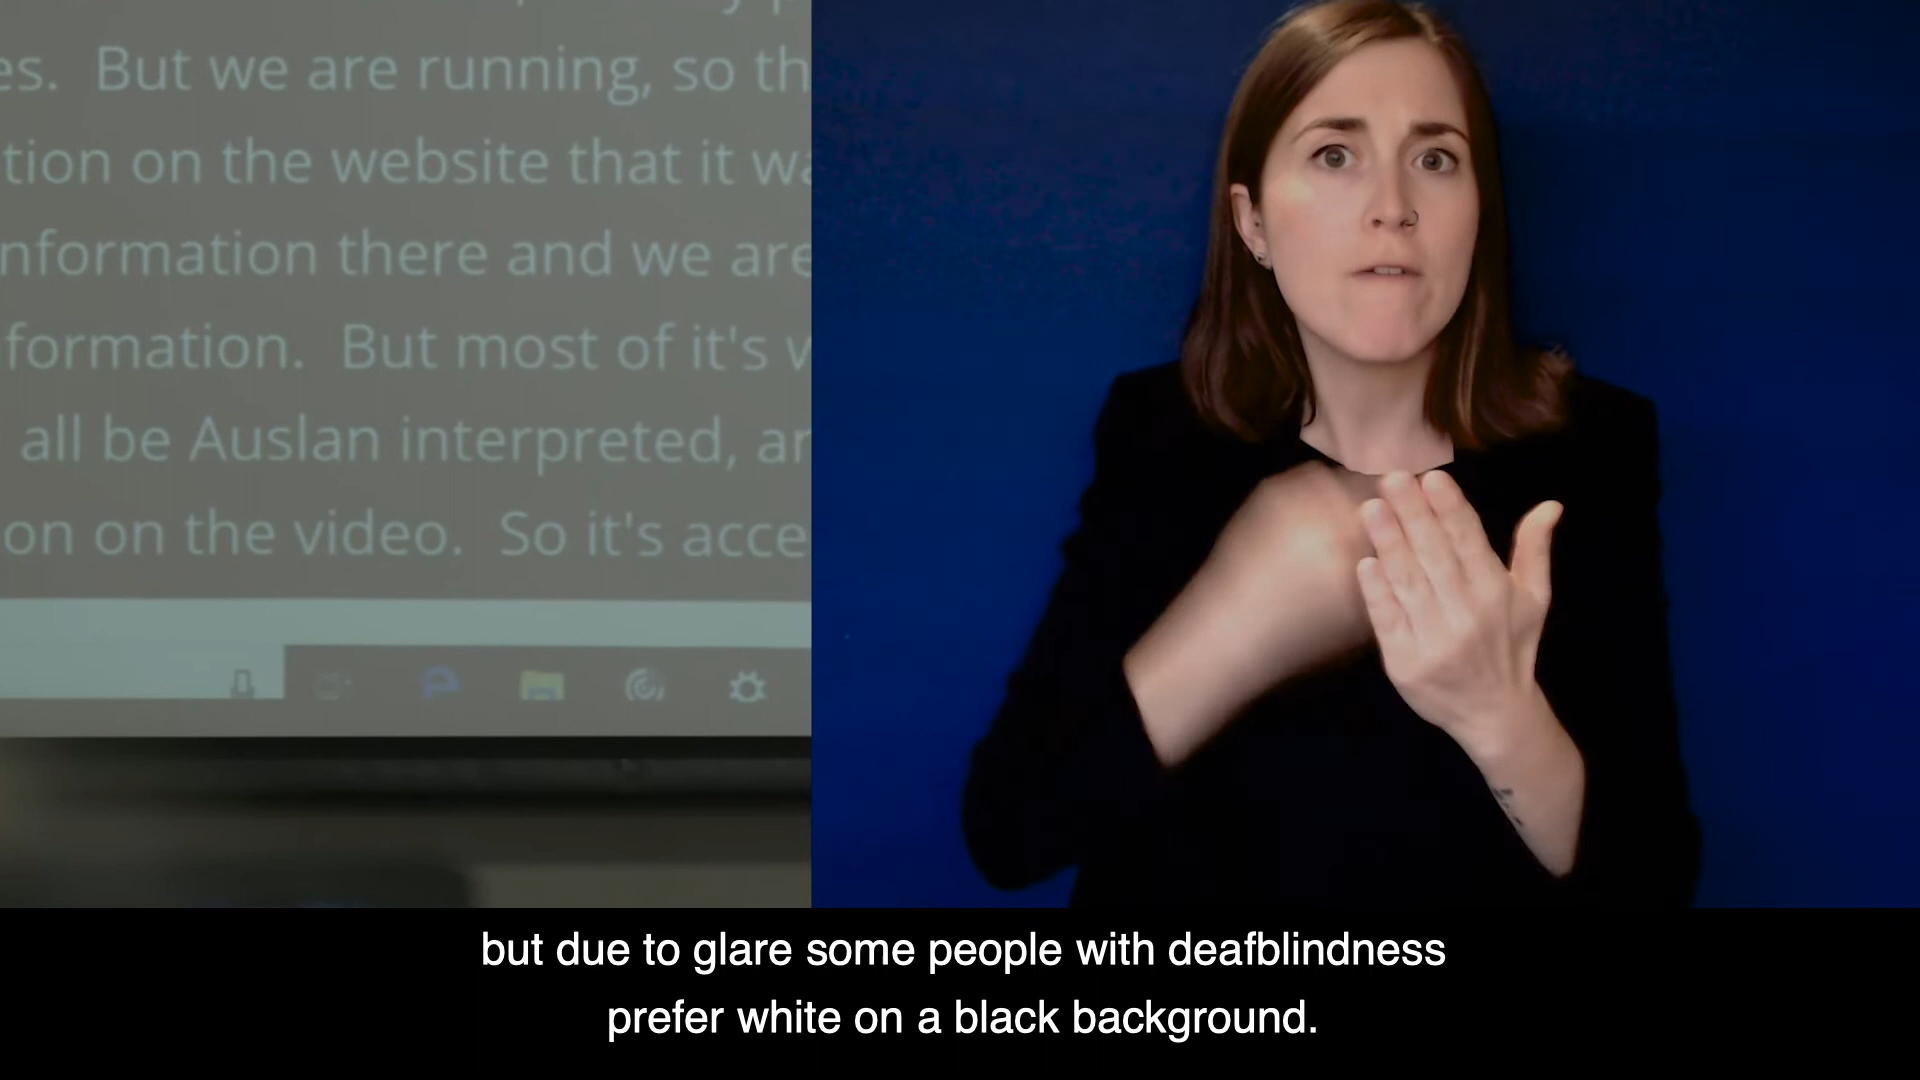 es.  But we are running, so th
tion on the website that it wa
nformation there and we are
formation.  But most of it's
all be Auslan interpreted, ar
on on the video.  So it's acce
but due to glare some people with deafblindness
prefer white on a black background.